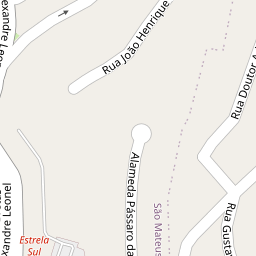 exandre Leo
Rua João Henrique
Rua Doutor A
Alameda Pássaro da
São Mateus
Rua Gusta
Estrela
Sul
exandre Leonel